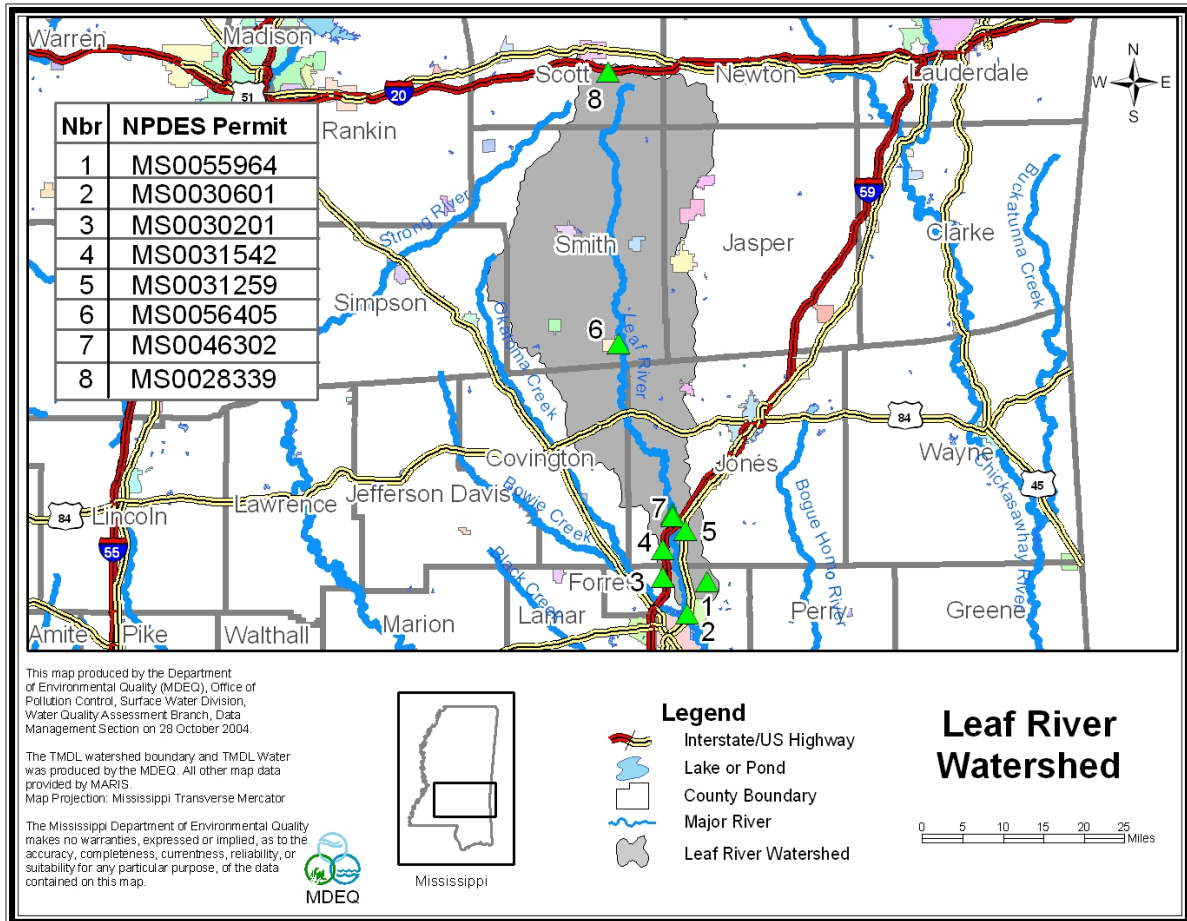 Warren
Madison
Scott
Newton
Lauderdale
N
W E
S
51
20
8
Nbr NPDES Permit
1 MS0055964
2 MS0030601
3 MS0030201
4 MS0031542
5 MS0031259
6 MS0056405
7 MS0046302
8 MS0028339
Rankin
59
Strong River
Smith
Jasper
Clarke
Buckatunna Creek
Simpson
Okatoma Creek
6
Leaf River
84
Covington
Jones
Wayne
Chickasawhay River
45
Jefferson Davis
Lawrence
Bowie Creek
Bogue Homo River
84
Lincoln
55
7
5
4
Black Creek
Forre
3
1
2
Lamar
Perry
Greene
Amite
Pike
Walthall
Marion
This map produced by the Department
of Environmental Quality (MDEQ), Office of
Pollution Control, Surface Water Division,
Water Quality Assessment Branch, Data
Management Section on 28 October 2004.
The TMDL watershed boundary and TMDL Water
was produced by the MDEQ. All other map data
provided by MARIS.
Map Projection: Mississippi Transverse Mercator
The Mississippi Department of Environmental Quality
makes no warranties, expressed or implied, as to the
accuracy, completeness, currentness, reliability, or
suitability for any particular purpose, of the data
contained on this map.
MDEQ
Mississippi
Legend
Interstate/US Highway
Lake or Pond
County Boundary
Major River
Leaf River Watershed
Leaf River
Watershed
0 5 10 15 20 25
Miles